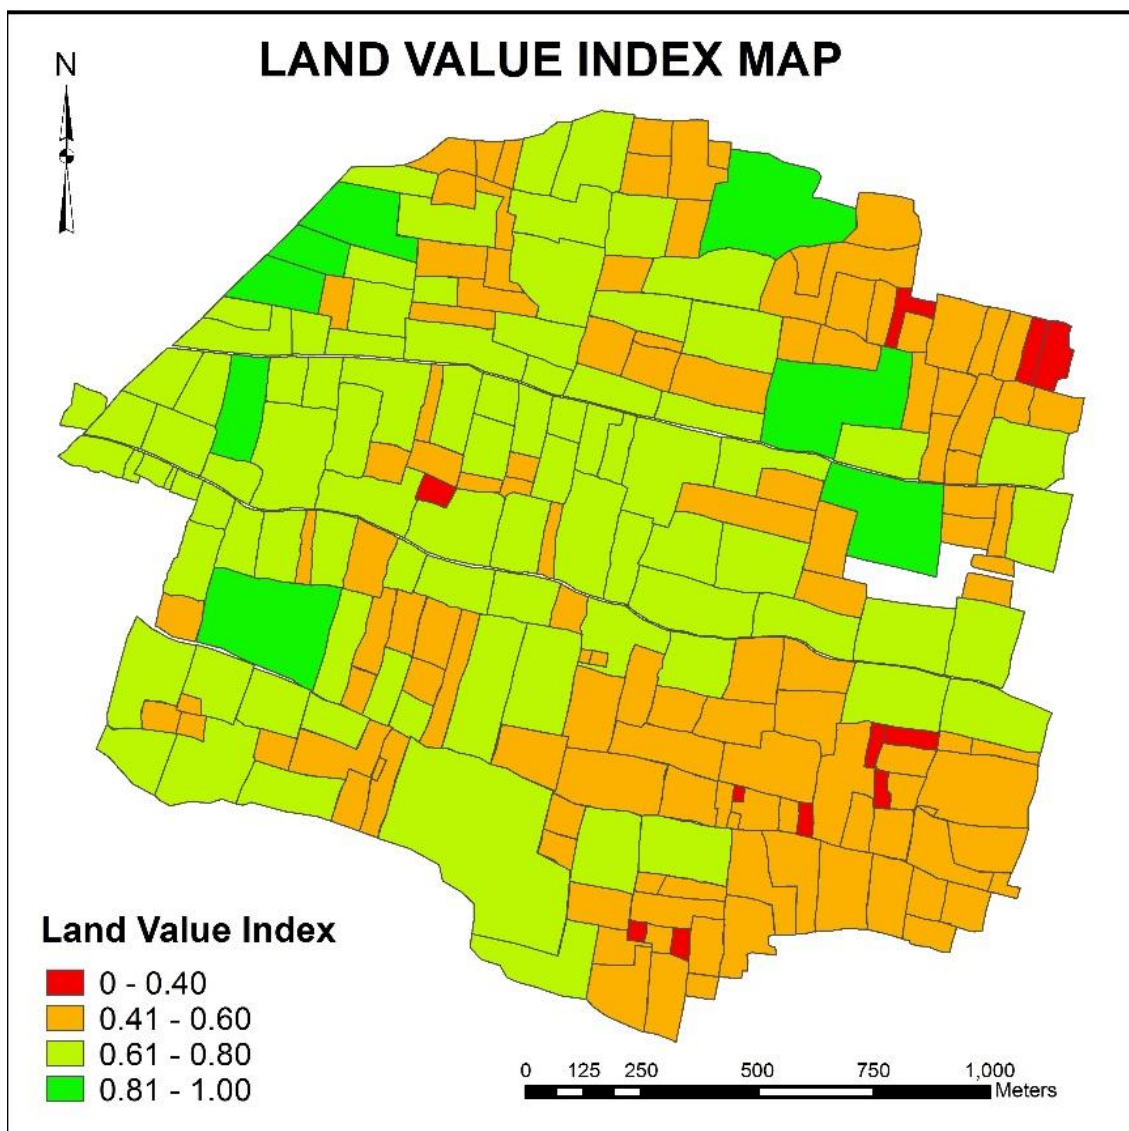 LAND VALUE INDEX MAP
N
Land Value Index
0 - 0.40
0.41 - 0.60
0.61 - 0.80
0.81 - 1.00
0 125 250 500 750 1,000
Meters